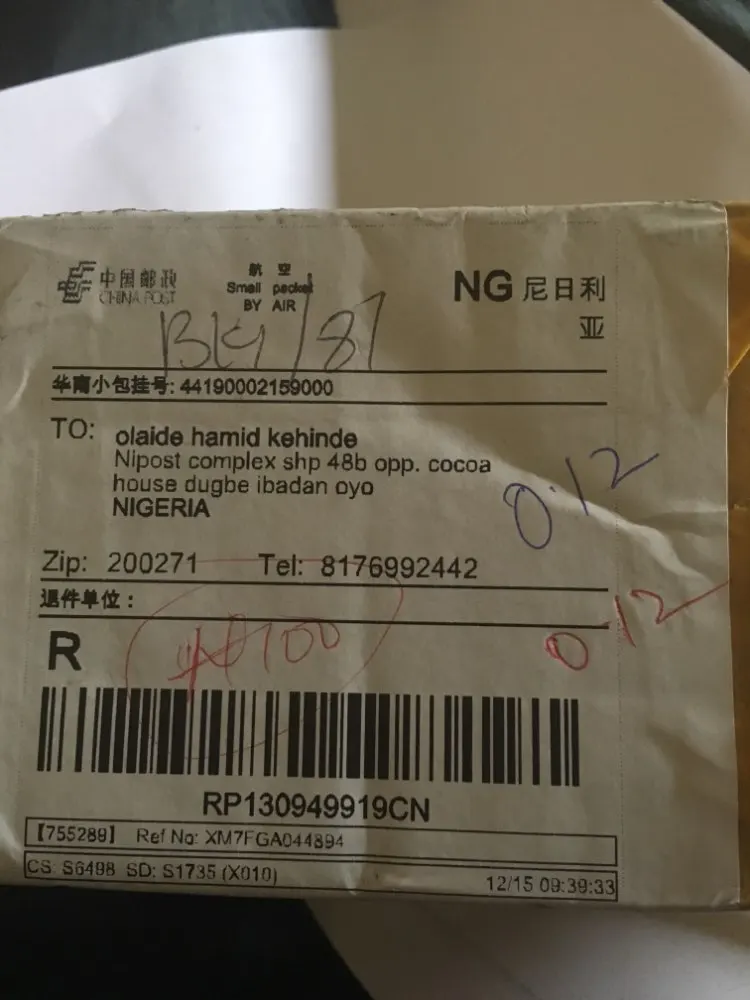 中国邮政
CHINA POST
航 空
Small packet
BY AIR
NG 尼日利
亚
/87
华南小包挂号: 44190002159000
TO: olaide hamid kehinde
Nipost complex shp 48b opp. cocoa
house dugbe ibadan oyo
NIGERIA
0.12
Zip: 200271 Tel: 8176992442
退件单位：
0.12
R
₦100
RP130949919CN
【755289】 Ref No: XM7FGA044894
CS: S6498 SD: S1735 (X010)
12/15 09:39:33